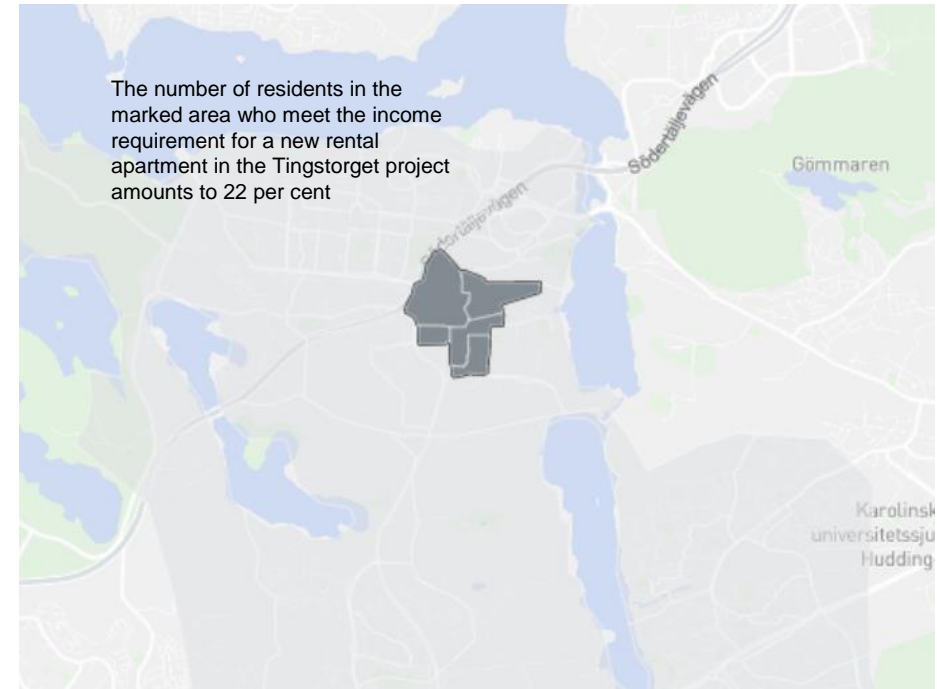 The number of residents in the
marked area who meet the income
requirement for a new rental
apartment in the Tingstorget project
amounts to 22 per cent
Södertäljevägen
Gömmaren
Södertäljevägen
Karolinsk
universitetssju
Hudding